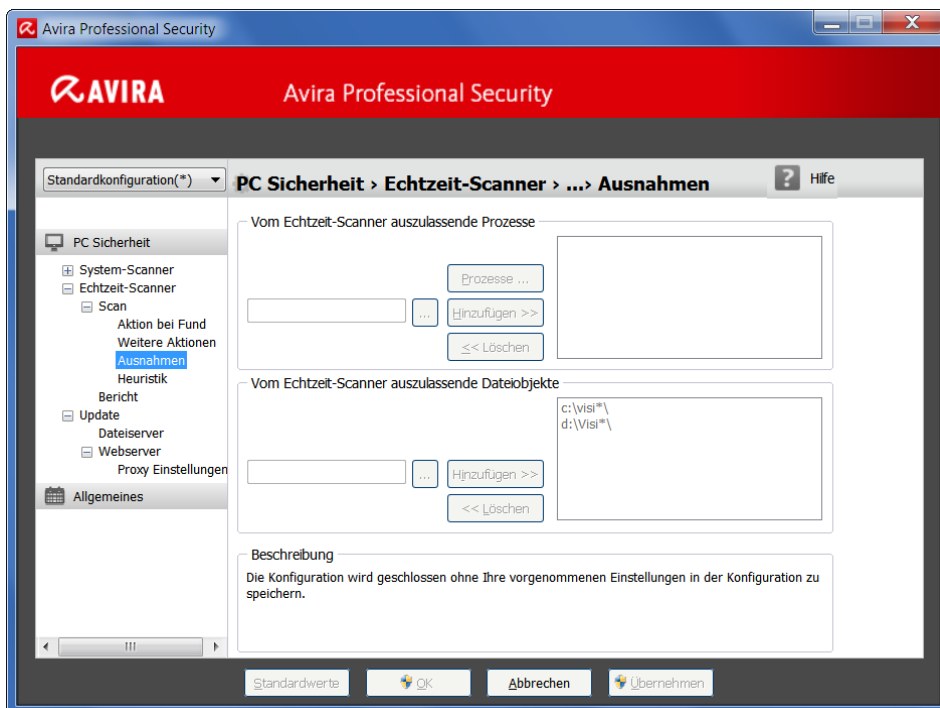 Avira Professional Security
AVIRA
Avira Professional Security
Standardkonfiguration(*)
PC Sicherheit › Echtzeit-Scanner › ...› Ausnahmen
? Hilfe
PC Sicherheit
System-Scanner
Echtzeit-Scanner
Scan
Aktion bei Fund
Weitere Aktionen
Ausnahmen
Heuristik
Bericht
Update
Dateiserver
Webserver
Proxy Einstellungen
Allgemeines
Vom Echtzeit-Scanner auszulassende Prozesse
Prozesse ...
...
Hinzufügen >>
<< Löschen
Vom Echtzeit-Scanner auszulassende Dateiobjekte
c:\visi*\
d:\Visi*\
...
Hinzufügen >>
<< Löschen
Beschreibung
Die Konfiguration wird geschlossen ohne Ihre vorgenommenen Einstellungen in der Konfiguration zu
speichern.
Standardwerte
OK
Abbrechen
Übernehmen